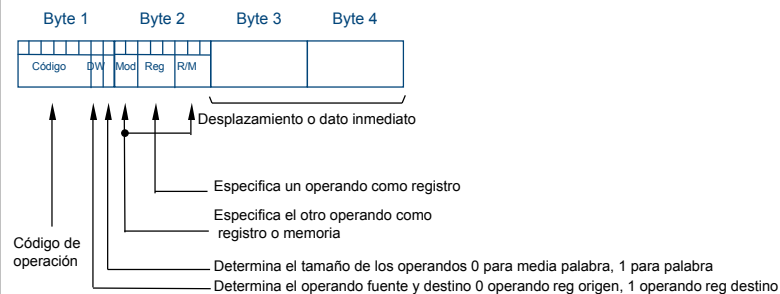 Byte 1 Byte 2 Byte 3 Byte 4
Código DW Mod Reg R/M
Desplazamiento o dato inmediato
Especifica un operando como registro
Especifica el otro operando como
registro o memoria
Código de
operación
Determina el tamaño de los operandos 0 para media palabra, 1 para palabra
Determina el operando fuente y destino 0 operando reg origen, 1 operando reg destino